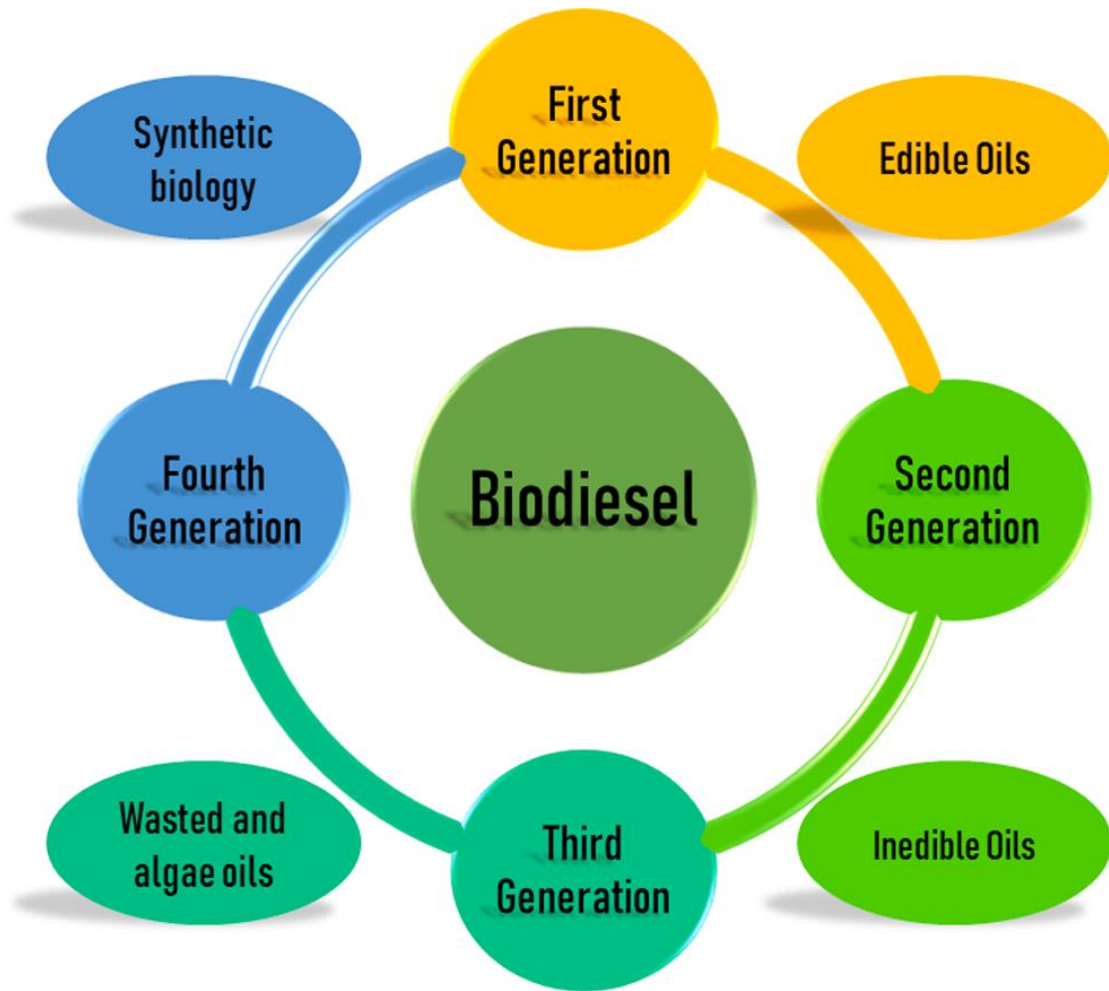 First
Generation
Synthetic
biology
Edible Oils
Fourth
Generation
Biodiesel
Second
Generation
Wasted and
algae oils
Third
Generation
Inedible Oils